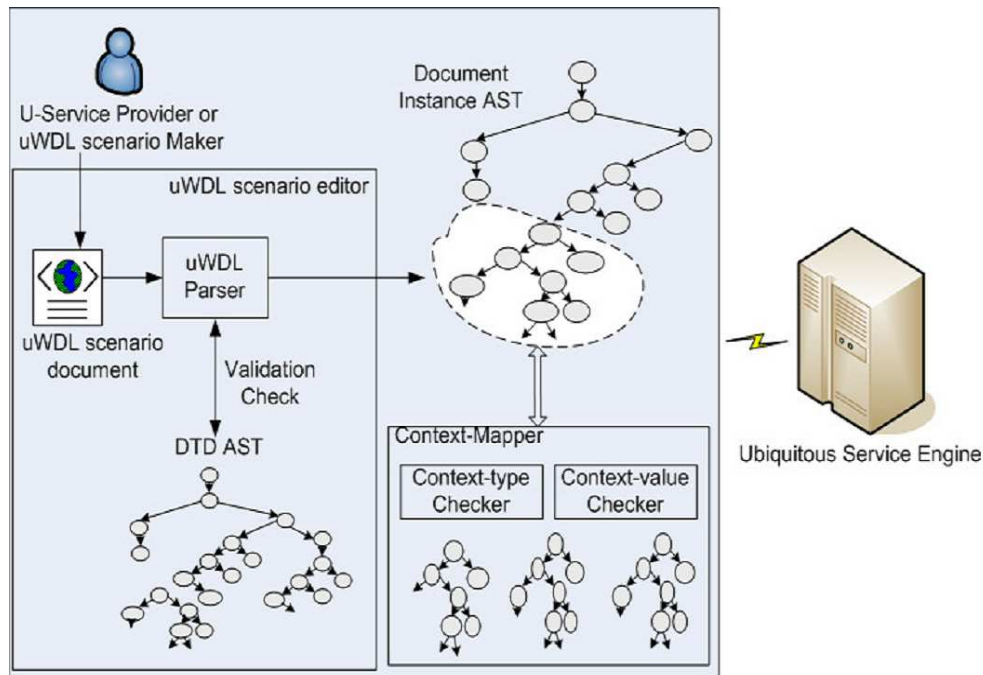 U-Service Provider or
uWDL scenario Maker
Document
Instance AST
uWDL scenario editor
uWDL
Parser
uWDL scenario
document
Validation
Check
DTD AST
Context-Mapper
Context-type
Checker
Context-value
Checker
Ubiquitous Service Engine